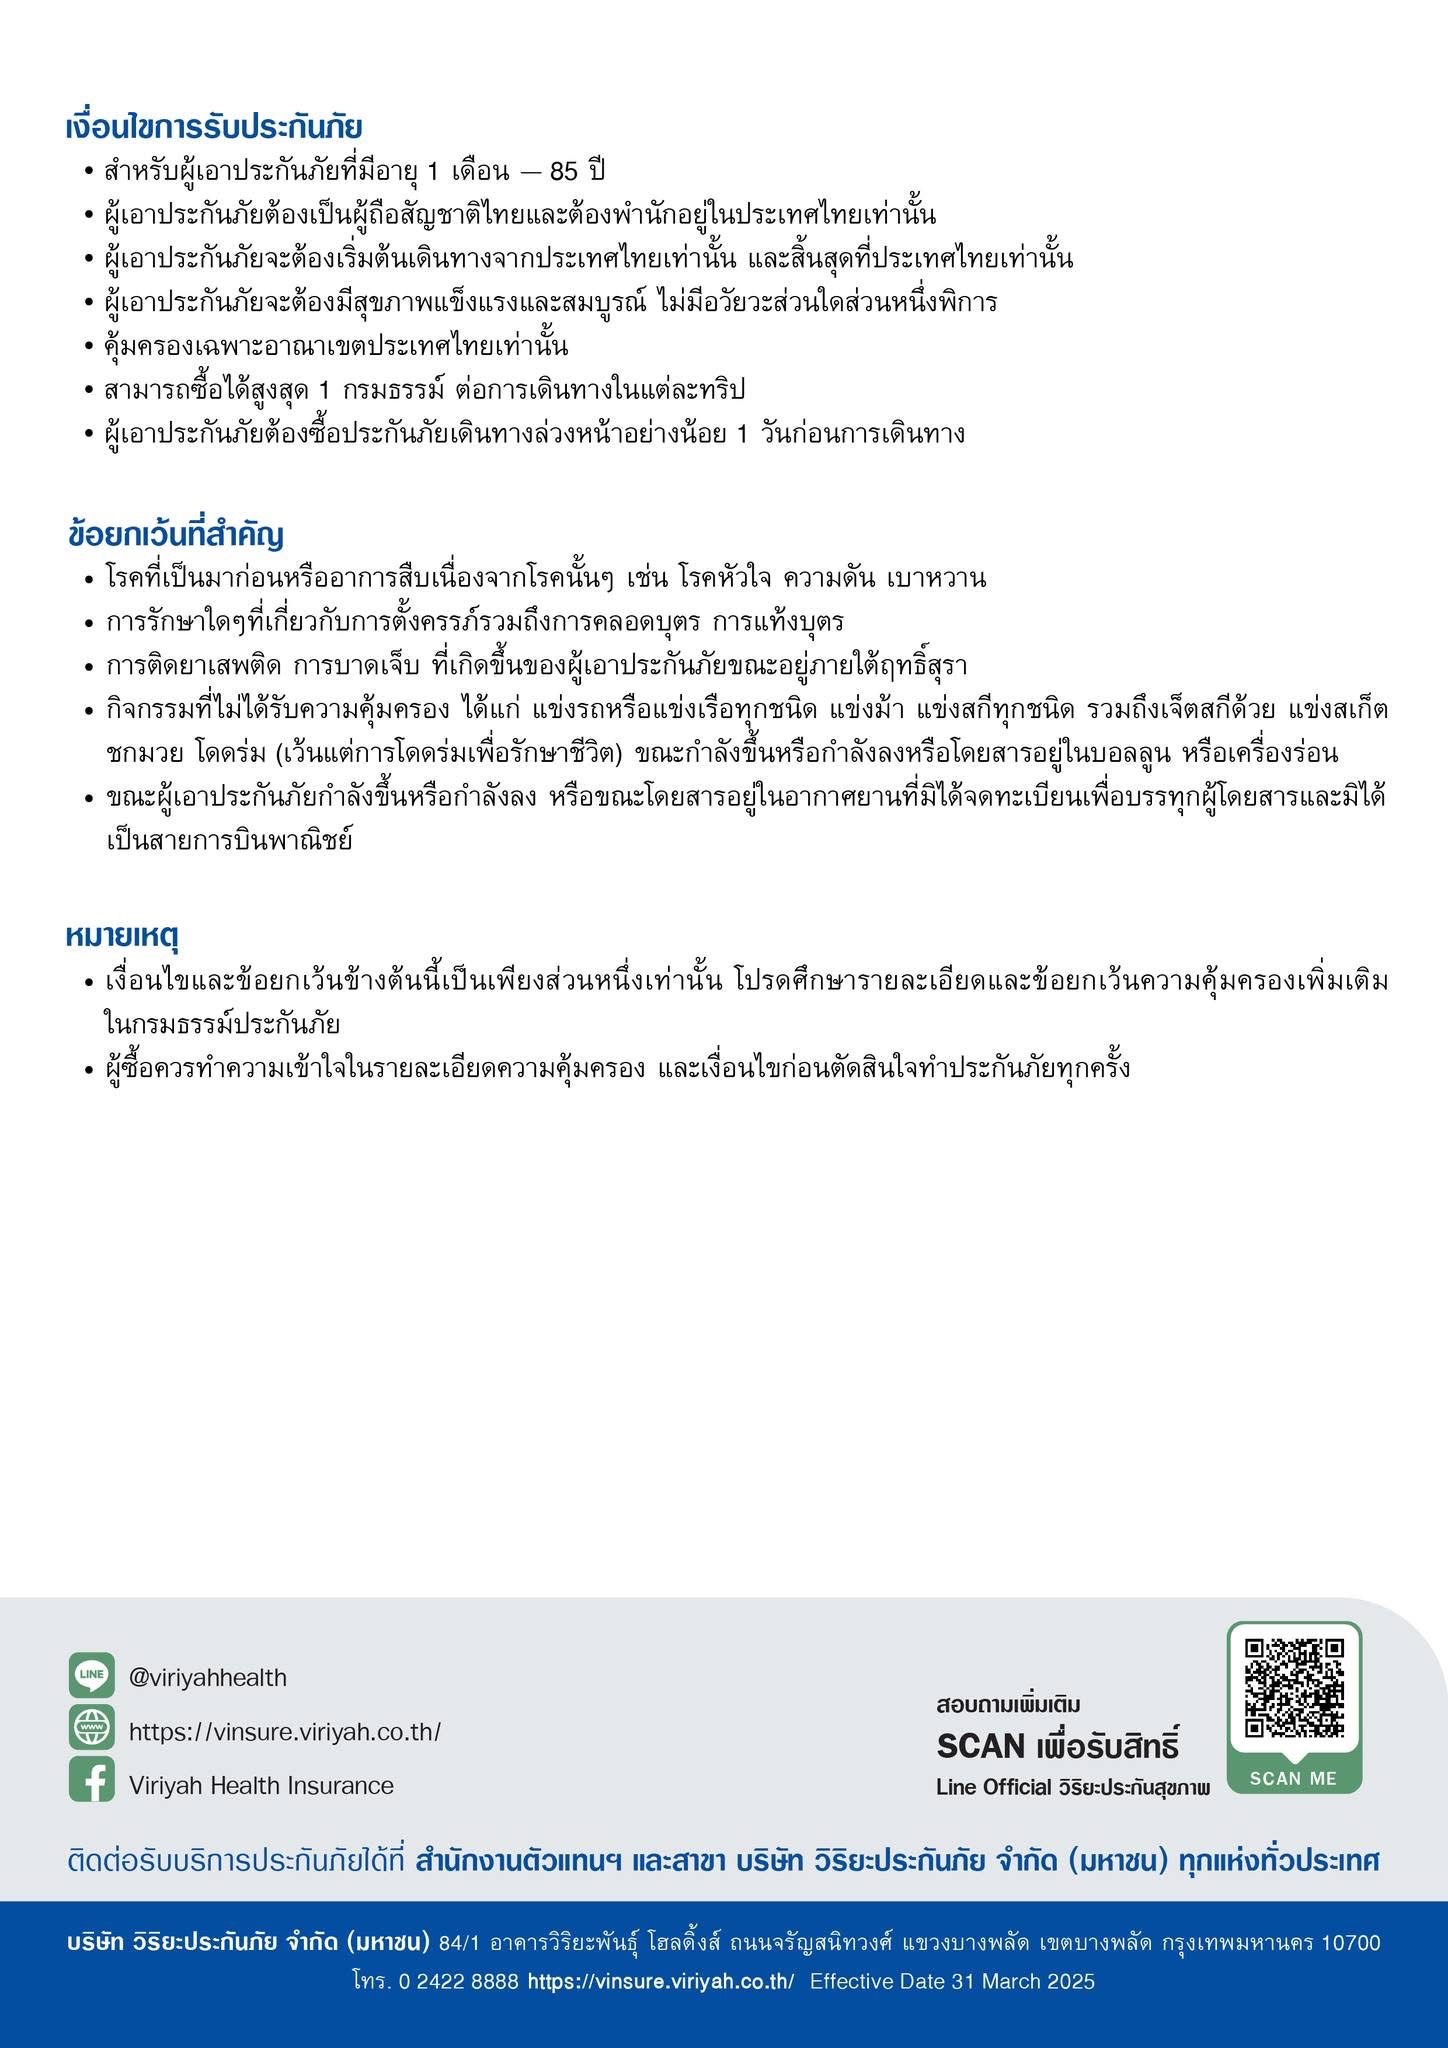 เงื่อนไขการรับประกันภัย
• สำหรับผู้เอาประกันภัยที่มีอายุ 1 เดือน – 85 ปี
• ผู้เอาประกันภัยต้องเป็นผู้ถือสัญชาติไทยและต้องพำนักอยู่ในประเทศไทยเท่านั้น
• ผู้เอาประกันภัยจะต้องเริ่มต้นเดินทางจากประเทศไทยเท่านั้น และสิ้นสุดที่ประเทศไทยเท่านั้น
• ผู้เอาประกันภัยจะต้องมีสุขภาพแข็งแรงและสมบูรณ์ ไม่มีอวัยวะส่วนใดส่วนหนึ่งพิการ
• คุ้มครองเฉพาะอาณาเขตประเทศไทยเท่านั้น
• สามารถซื้อได้สูงสุด 1 กรมธรรม์ ต่อการเดินทางในแต่ละทริป
• ผู้เอาประกันภัยต้องซื้อประกันภัยเดินทางล่วงหน้าอย่างน้อย 1 วันก่อนการเดินทาง
ข้อยกเว้นที่สำคัญ
• โรคที่เป็นมาก่อนหรืออาการสืบเนื่องจากโรคนั้นๆ เช่น โรคหัวใจ ความดัน เบาหวาน
• การรักษาใดๆที่เกี่ยวกับการตั้งครรภ์รวมถึงการคลอดบุตร การแท้งบุตร
• การติดยาเสพติด การบาดเจ็บ ที่เกิดขึ้นของผู้เอาประกันภัยขณะอยู่ภายใต้ฤทธิ์สุรา
• กิจกรรมที่ไม่ได้รับความคุ้มครอง ได้แก่ แข่งรถหรือแข่งเรือทุกชนิด แข่งม้า แข่งสกีทุกชนิด รวมถึงเจ็ตสกีด้วย แข่งสเก็ต
ชกมวย โดดร่ม (เว้นแต่การโดดร่มเพื่อรักษาชีวิต) ขณะกำลังขึ้นหรือกำลังลงหรือโดยสารอยู่ในบอลลูน หรือเครื่องร่อน
• ขณะผู้เอาประกันภัยกำลังขึ้นหรือกำลังลง หรือขณะโดยสารอยู่ในอากาศยานที่มิได้จดทะเบียนเพื่อบรรทุกผู้โดยสารและมิได้
เป็นสายการบินพาณิชย์
หมายเหตุ
• เงื่อนไขและข้อยกเว้นข้างต้นนี้เป็นเพียงส่วนหนึ่งเท่านั้น โปรดศึกษารายละเอียดและข้อยกเว้นความคุ้มครองเพิ่มเติม
ในกรมธรรม์ประกันภัย
• ผู้ซื้อควรทำความเข้าใจในรายละเอียดความคุ้มครอง และเงื่อนไขก่อนตัดสินใจทำประกันภัยทุกครั้ง
LINE @viriyahhealth
www https://vinsure.viriyah.co.th/
Viriyah Health Insurance
สอบถามเพิ่มเติม
SCAN เพื่อรับสิทธิ์
Line Official วิริยะประกันสุขภาพ
SCAN ME
ติดต่อรับบริการประกันภัยได้ที่ สำนักงานตัวแทนฯ และสาขา บริษัท วิริยะประกันภัย จำกัด (มหาชน) ทุกแห่งทั่วประเทศ
บริษัท วิริยะประกันภัย จำกัด (มหาชน) 84/1 อาคารวิริยะพันธุ์ โฮลดิ้งส์ ถนนจรัญสนิทวงศ์ แขวงบางพลัด เขตบางพลัด กรุงเทพมหานคร 10700
โทร. 0 2422 8888 https://vinsure.viriyah.co.th/ Effective Date 31 March 2025